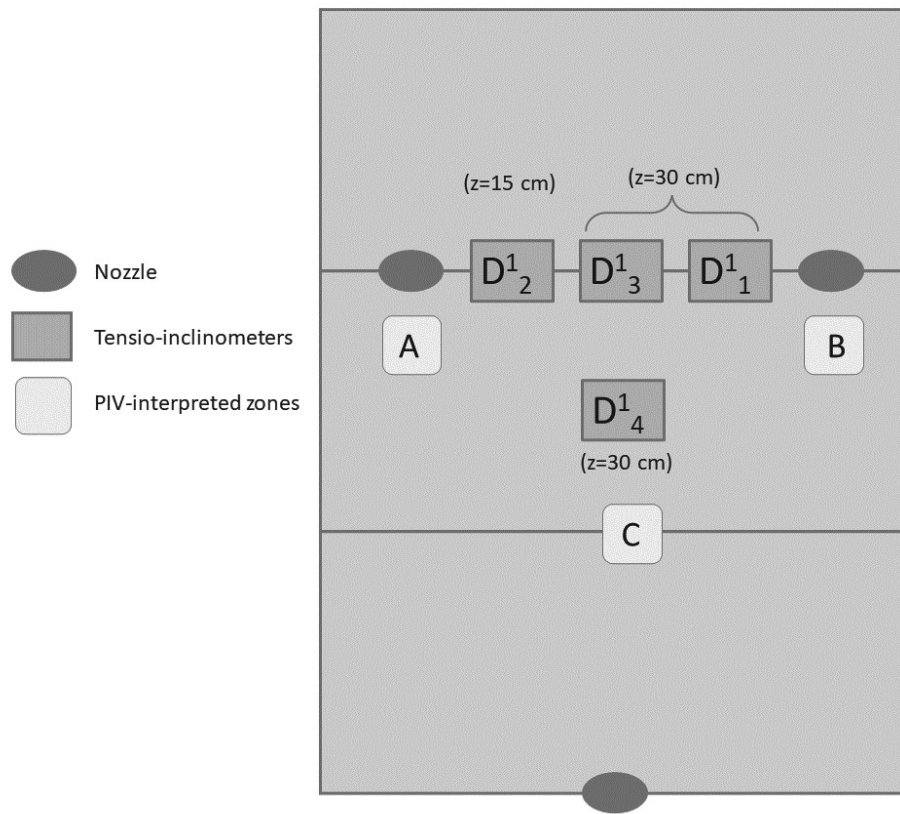 (z=15 cm)
(z=30 cm)
Nozzle
D¹₂
D¹₃
D¹₁
Tensio-inclinometers
A
B
PIV-interpreted zones
D¹₄
(z=30 cm)
C